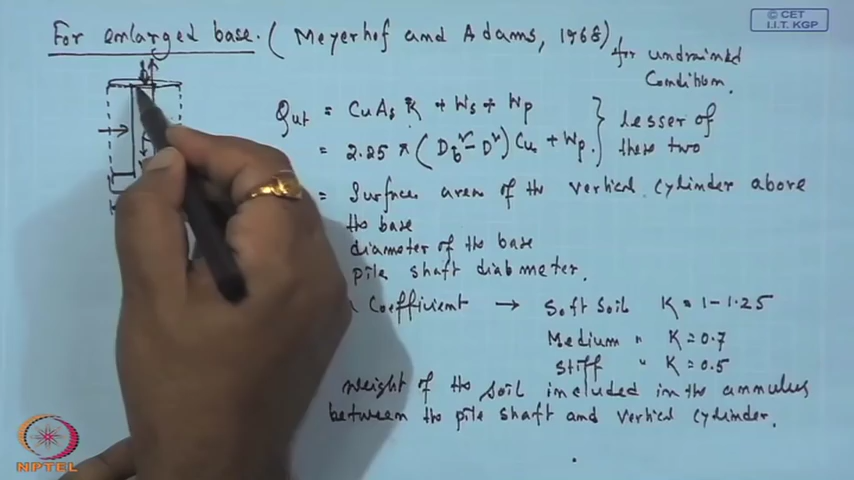 © CET
I.I.T. KGP
For enlarged base. (Meyerhof and Adams, 1968)
for undrained
Condition.
Qut = CuAs K + Ws + Wp
= 2.25 π (Db² - D²) Cu + Wp.
lesser of
these two
= Surface area of the vertical cylinder above
the base
diameter of the base
pile shaft diabmeter.
Coefficient → Soft Soil K = 1-1.25
Medium " K = 0.7
Stiff " K = 0.5
weight of the soil included in the annulus
between the pile shaft and vertical cylinder.
NPTEL